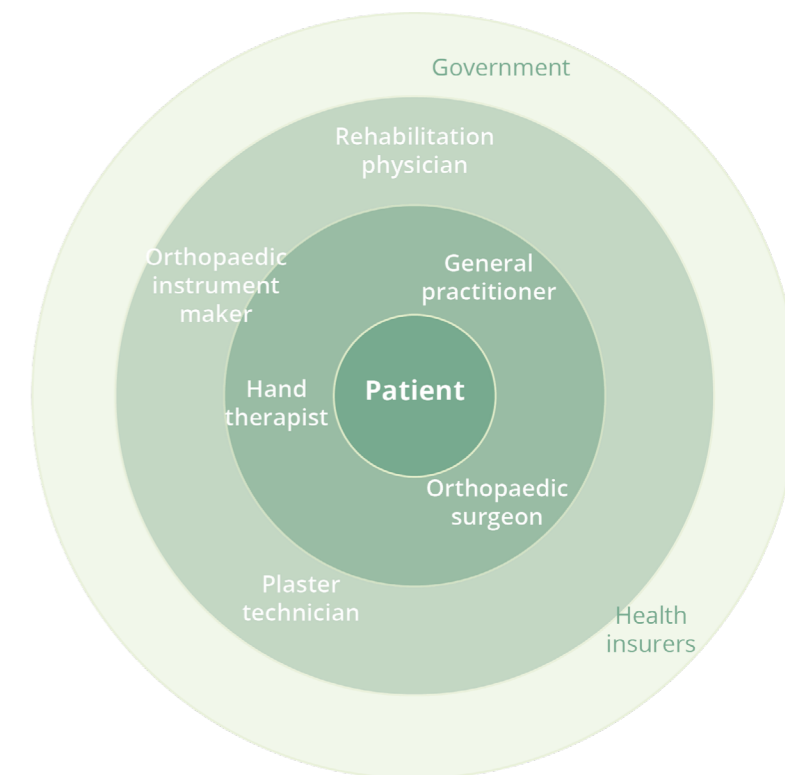 Government
Rehabilitation
physician
Orthopaedic
instrument
maker
General
practitioner
Hand
therapist
Patient
Orthopaedic
surgeon
Plaster
technician
Health
insurers